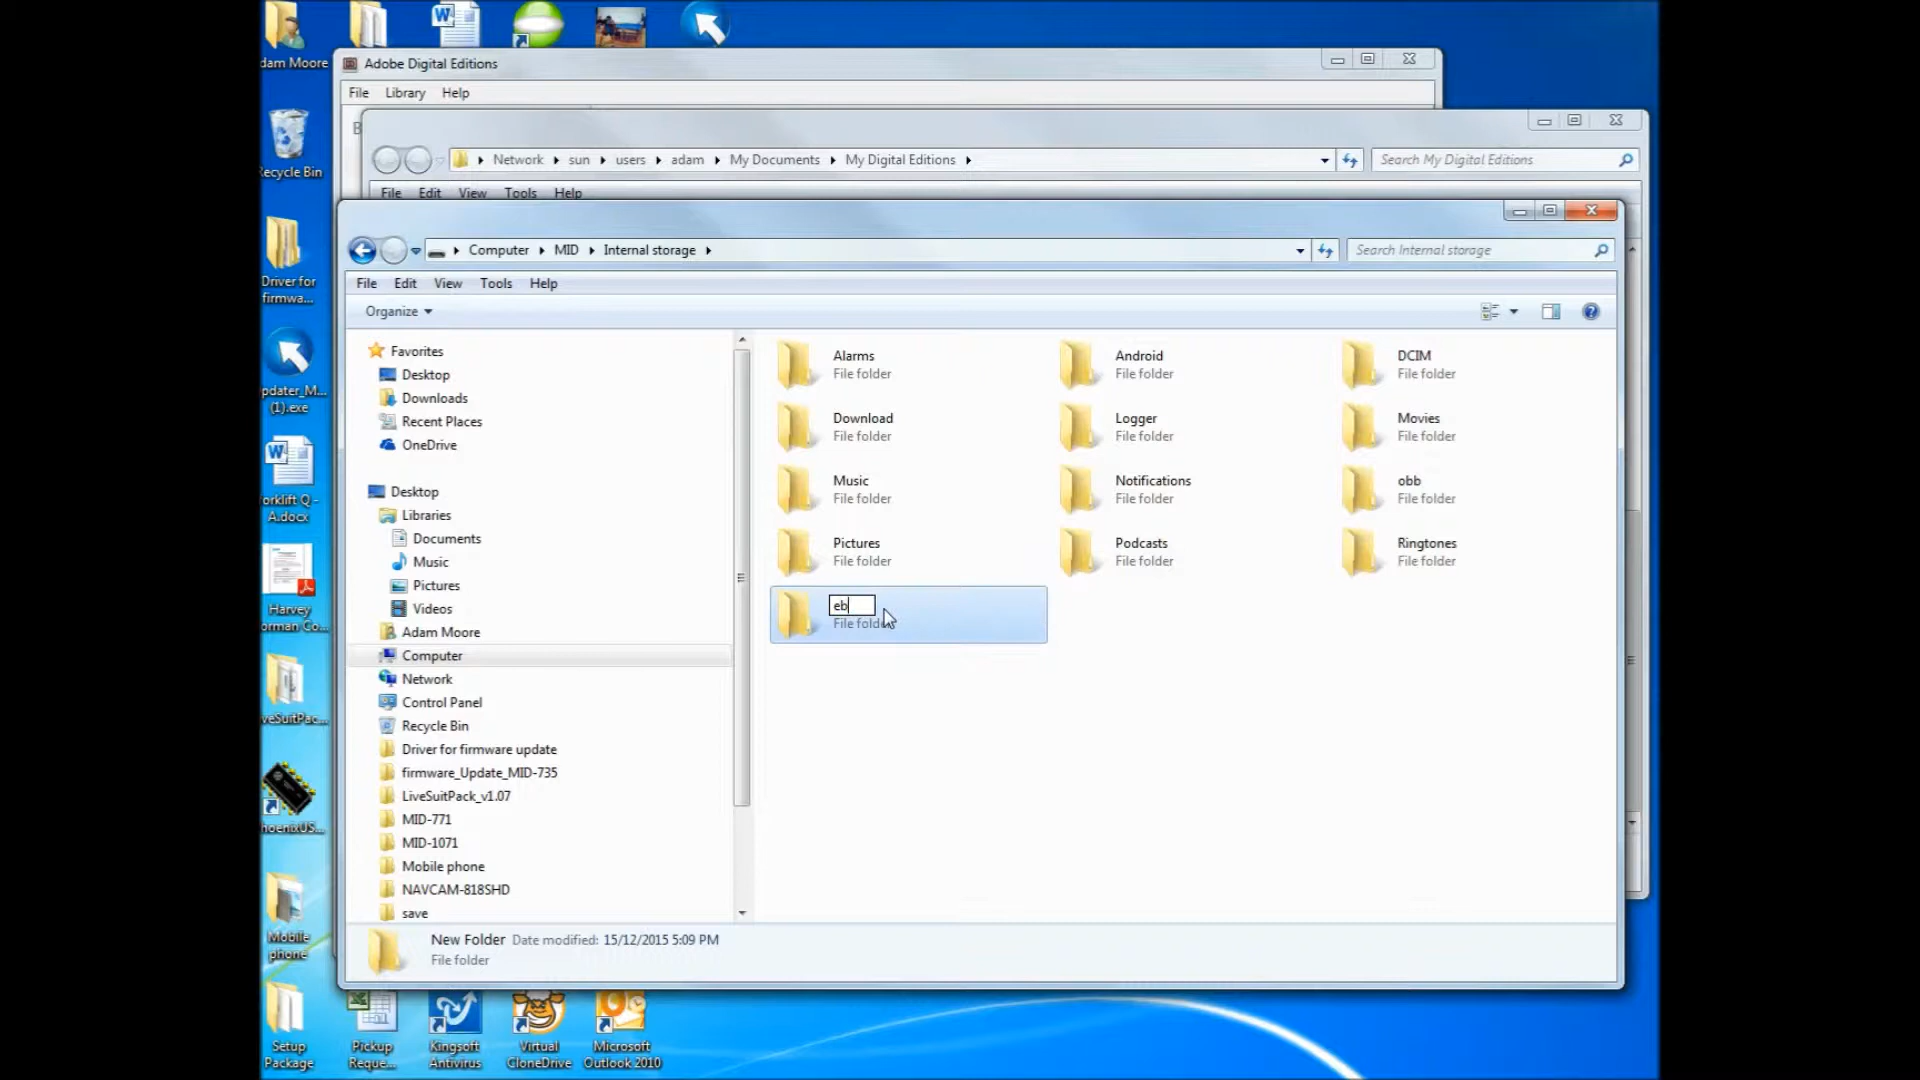 dam Moore
Adobe Digital Editions
File Library Help
B
Network sun users adam My Documents My Digital Editions
Search My Digital Editions
File Edit View Tools Help
Computer MID Internal storage
Search Internal storage
File Edit View Tools Help
Organize
Favorites
Desktop
Downloads
Recent Places
OneDrive
Desktop
Libraries
Documents
Music
Pictures
Videos
Adam Moore
Computer
Network
Control Panel
Recycle Bin
Driver for firmware update
firmware_Update_MID-735
LiveSuitPack_v1.07
MID-771
MID-1071
Mobile phone
NAVCAM-818SHD
save
Alarms
File folder
Android
File folder
DCIM
File folder
Download
File folder
Logger
File folder
Movies
File folder
Music
File folder
Notifications
File folder
obb
File folder
Pictures
File folder
Podcasts
File folder
Ringtones
File folder
eb
File folder
New Folder Date modified: 15/12/2015 5:09 PM
File folder
ecycle Bin
Driver for
firmwa...
pdater_M...
(1).exe
orklift Q -
A.docx
Harvey
orman Co...
veSuitPac...
hoenixUS...
Mobile
phone
Setup
Package
Pickup
Reque...
Kingsoft
Antivirus
Virtual
CloneDrive
Microsoft
Outlook 2010